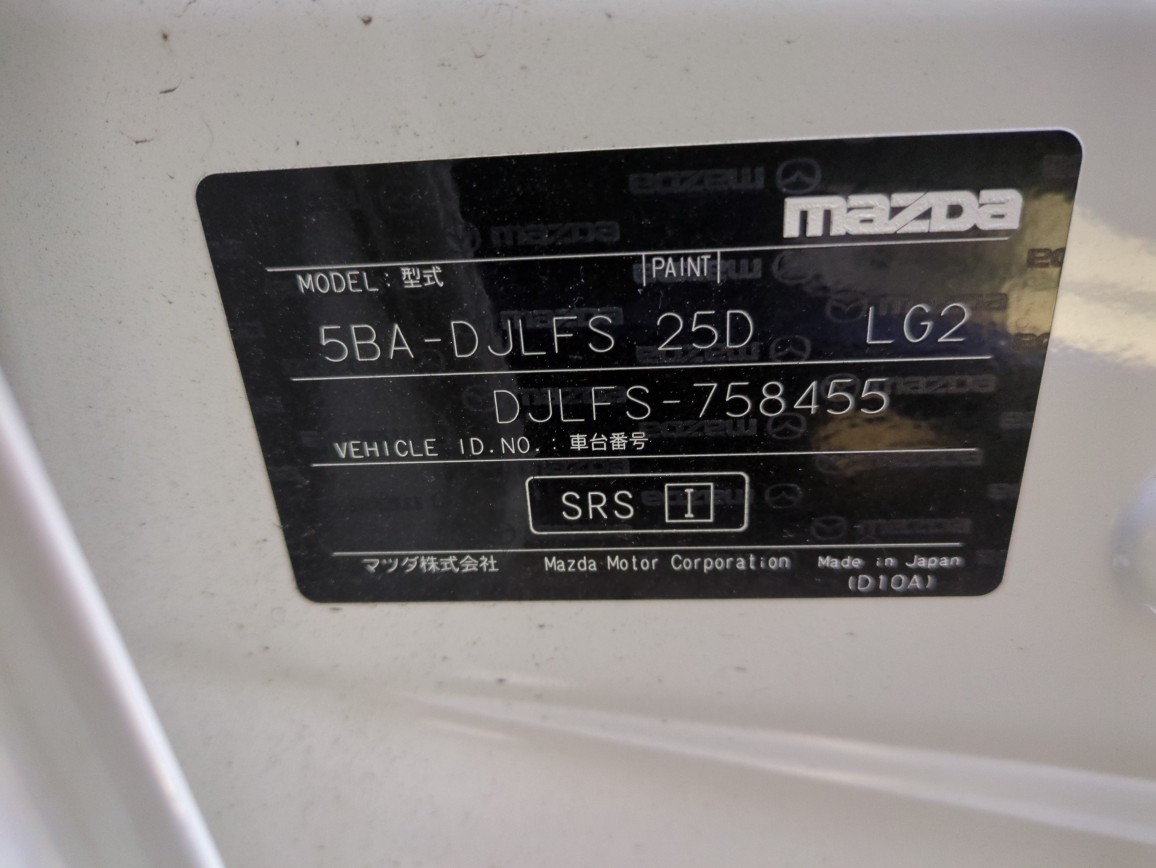 mazda
MODEL: 型式 PAINT
5BA-DJLFS 25D LG2
DJLFS-758455
VEHICLE ID.NO.: 車台番号
SRS I
マツダ株式会社 Mazda Motor Corporation Made in Japan
(D10A)